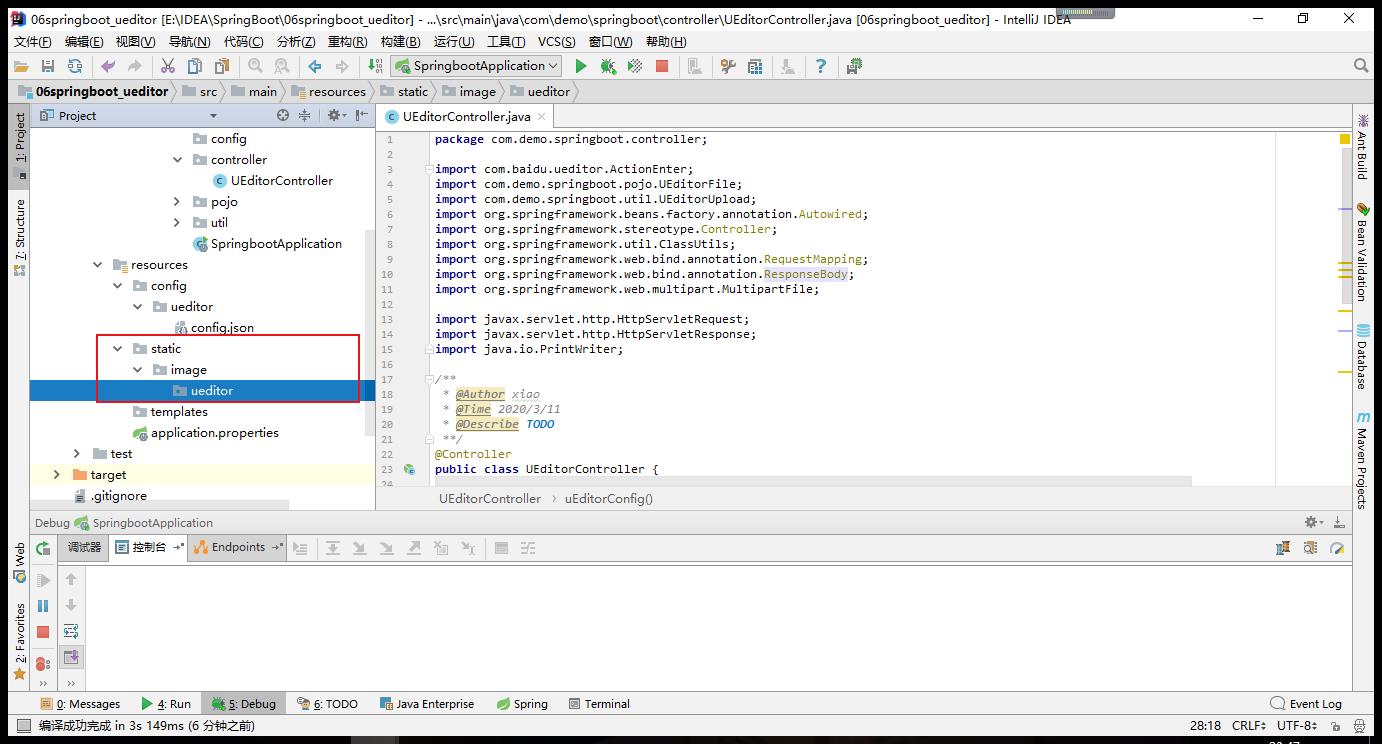 06springboot_ueditor [E:\IDEA\SpringBoot\06springboot_ueditor] - ...\src\main\java\com\demo\springboot\controller\UEditorController.java [06springboot_ueditor] - IntelliJ IDEA
文件(F) 编辑(E) 视图(V) 导航(N) 代码(C) 分析(Z) 重构(R) 构建(B) 运行(U) 工具(T) VCS(S) 窗口(W) 帮助(H)
SpringbootApplication
06springboot_ueditor src main resources static image ueditor
1: Project
7: Structure
Web
2: Favorites
Project
config
controller
UEditorController
pojo
util
SpringbootApplication
resources
config
ueditor
config.json
static
image
ueditor
templates
application.properties
test
target
.gitignore
UEditorController.java
1 package com.demo.springboot.controller;
2
3 import com.baidu.ueditor.ActionEnter;
4 import com.demo.springboot.pojo.UEditorFile;
5 import com.demo.springboot.util.UEditorUpload;
6 import org.springframework.beans.factory.annotation.Autowired;
7 import org.springframework.stereotype.Controller;
8 import org.springframework.util.ClassUtils;
9 import org.springframework.web.bind.annotation.RequestMapping;
10 import org.springframework.web.bind.annotation.ResponseBody;
11 import org.springframework.web.multipart.MultipartFile;
12
13 import javax.servlet.http.HttpServletRequest;
14 import javax.servlet.http.HttpServletResponse;
15 import java.io.PrintWriter;
16
17 /**
18 * @Author xiao
19 * @Time 2020/3/11
20 * @Describe TODO
21 **/
22 @Controller
23 public class UEditorController {
24
UEditorController › uEditorConfig()
Ant Build
Bean Validation
Database
Maven Projects
Debug SpringbootApplication
调试器 控制台 Endpoints
0: Messages 4: Run 5: Debug 6: TODO Java Enterprise Spring Terminal Event Log
编译成功完成 in 3s 149ms (6 分钟之前) 28:18 CRLF UTF-8